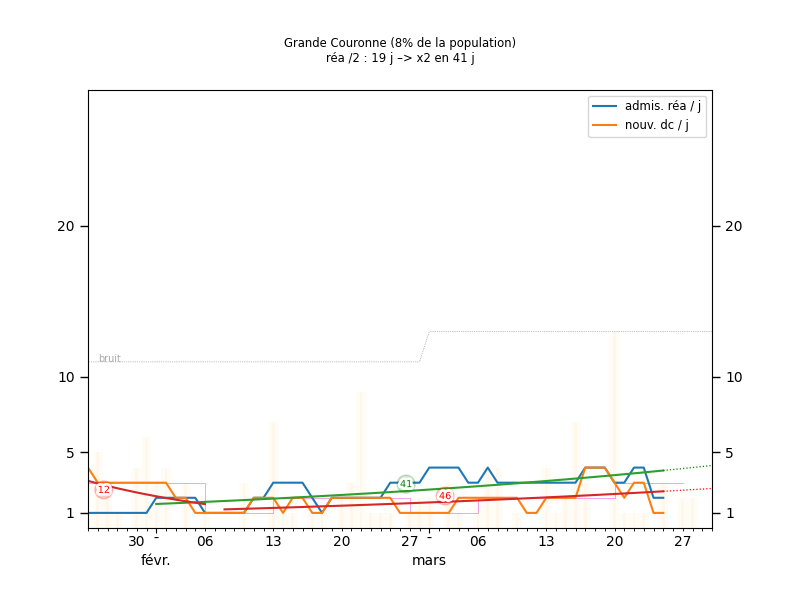 Grande Couronne (8% de la population)
réa /2 : 19 j –> x2 en 41 j
admis. réa / j
nouv. dc / j
20 20
bruit
10 10
5 5
41
12 46
1 1
30 06 13 20 27 06 13 20 27
févr. mars